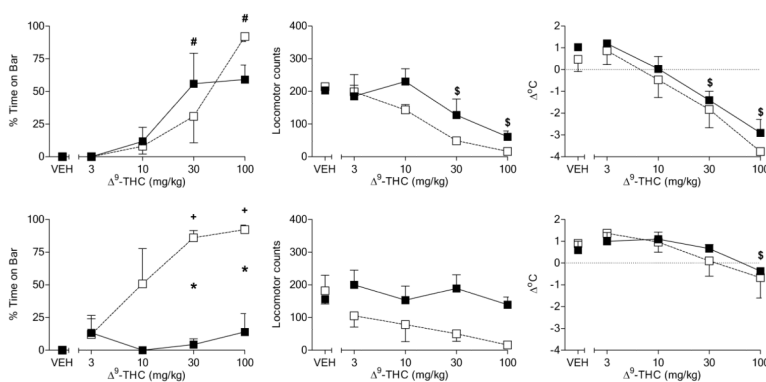 100
75
50
25
0
% Time on Bar
#
#
VEH 3 10 30 100
Δ9-THC (mg/kg)
400
300
200
100
0
Locomotor counts
$
$
VEH 3 10 30 100
Δ9-THC (mg/kg)
2
1
0
-1
-2
-3
-4
ΔoC
$
$
VEH 3 10 30 100
Δ9-THC (mg/kg)
100
75
50
25
0
% Time on Bar
+
+
*
*
VEH 3 10 30 100
Δ9-THC (mg/kg)
400
300
200
100
0
Locomotor counts
VEH 3 10 30 100
Δ9-THC (mg/kg)
2
1
0
-1
-2
-3
-4
ΔoC
$
VEH 3 10 30 100
Δ9-THC (mg/kg)